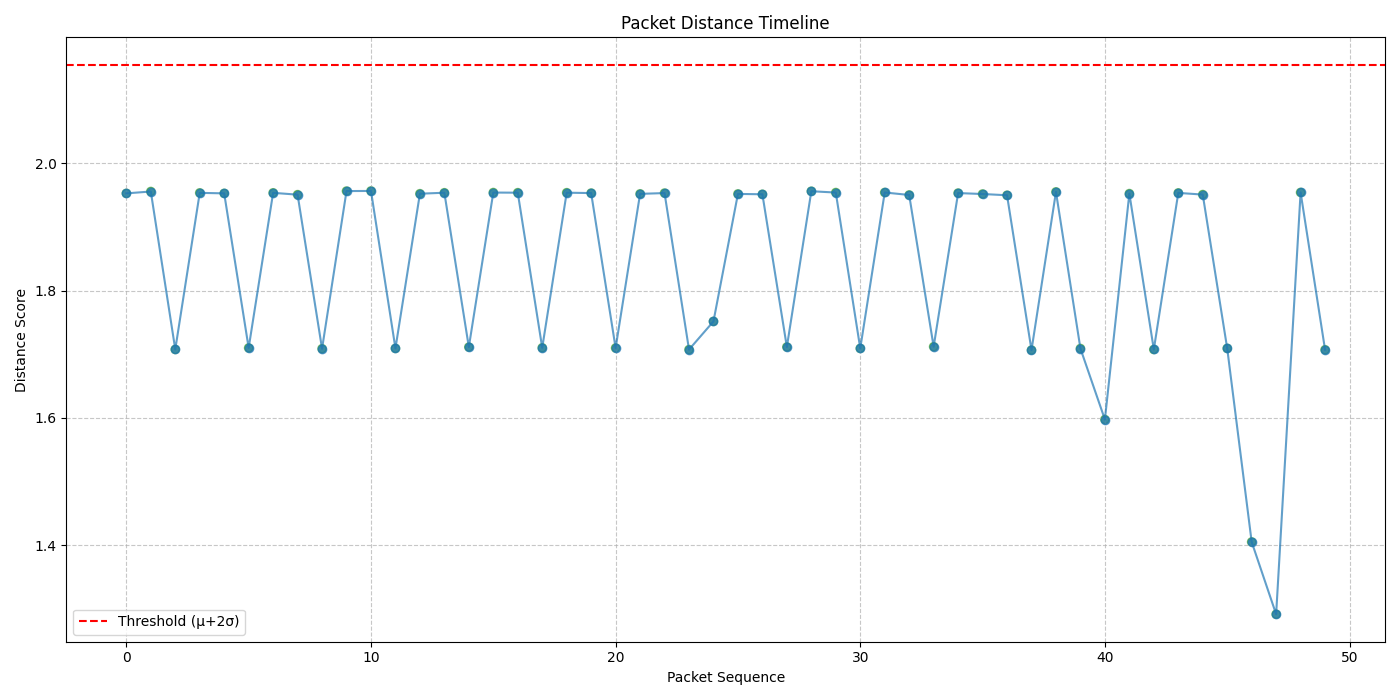 Packet Distance Timeline
Distance Score
2.0
1.8
1.6
1.4
Threshold (μ+2σ)
0 10 20 30 40 50
Packet Sequence